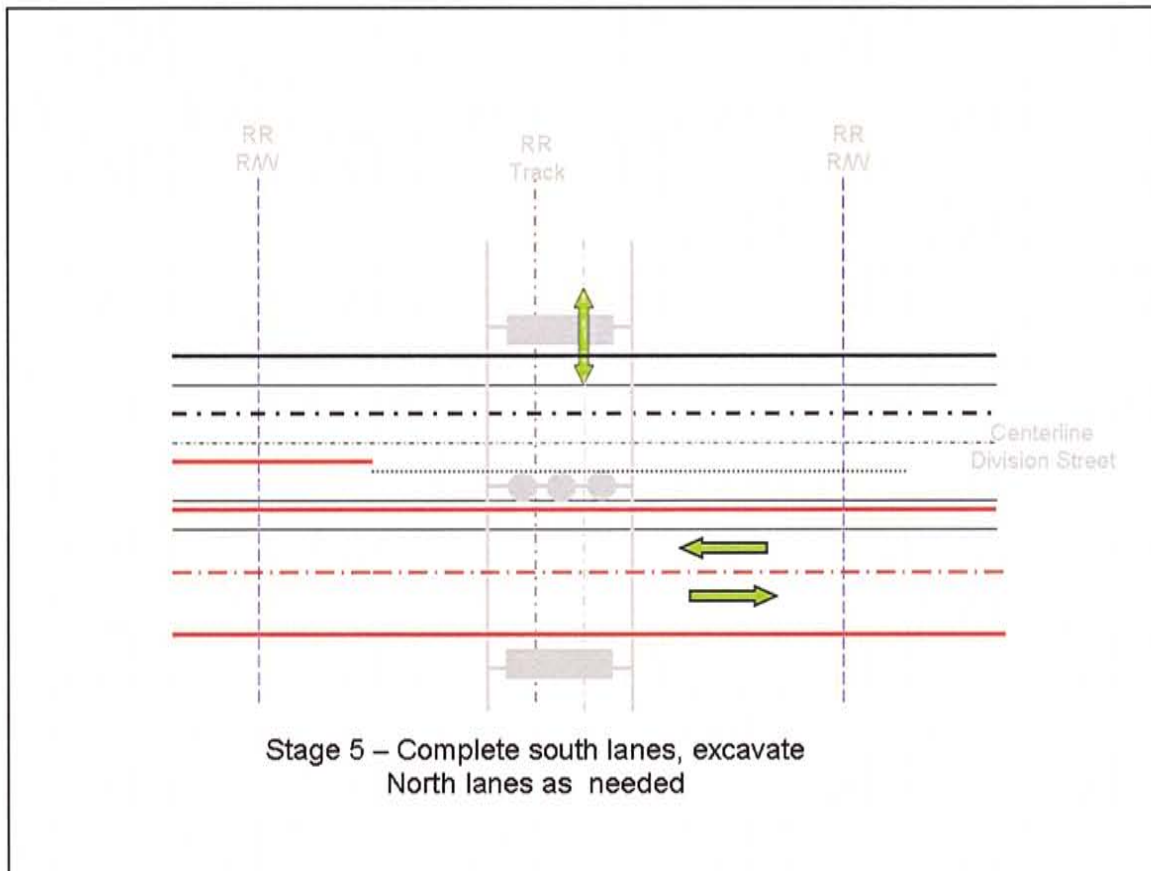 RR
R/W
RR
Track
RR
R/W
Centerline
Division Street
Stage 5 – Complete south lanes, excavate
North lanes as needed